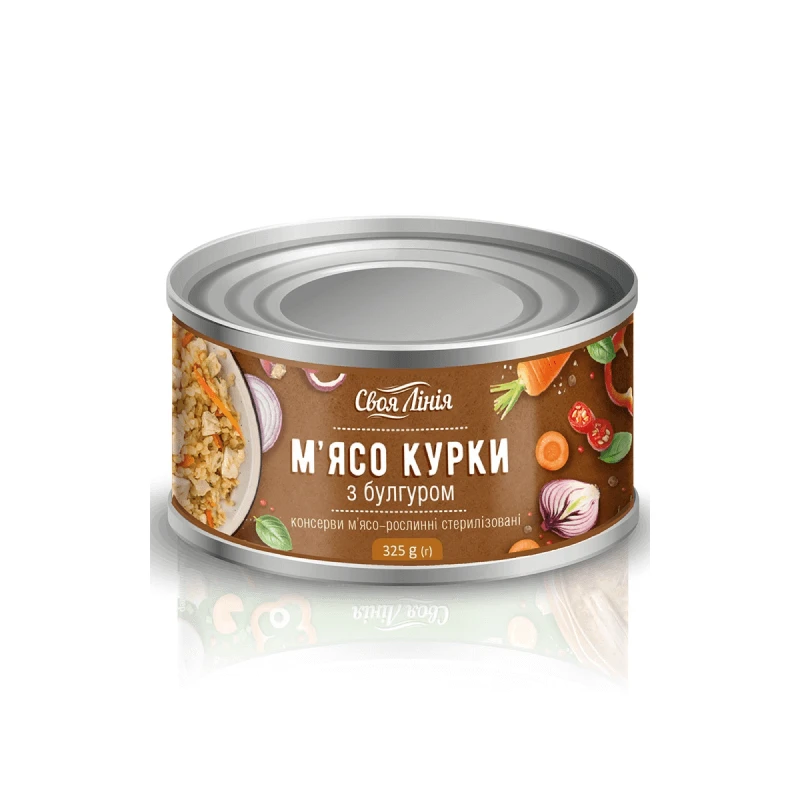 Своя Лінія
М'ЯСО КУРКИ
з булгуром
консерви м'ясо-рослинні стерилізовані
325 g (г)